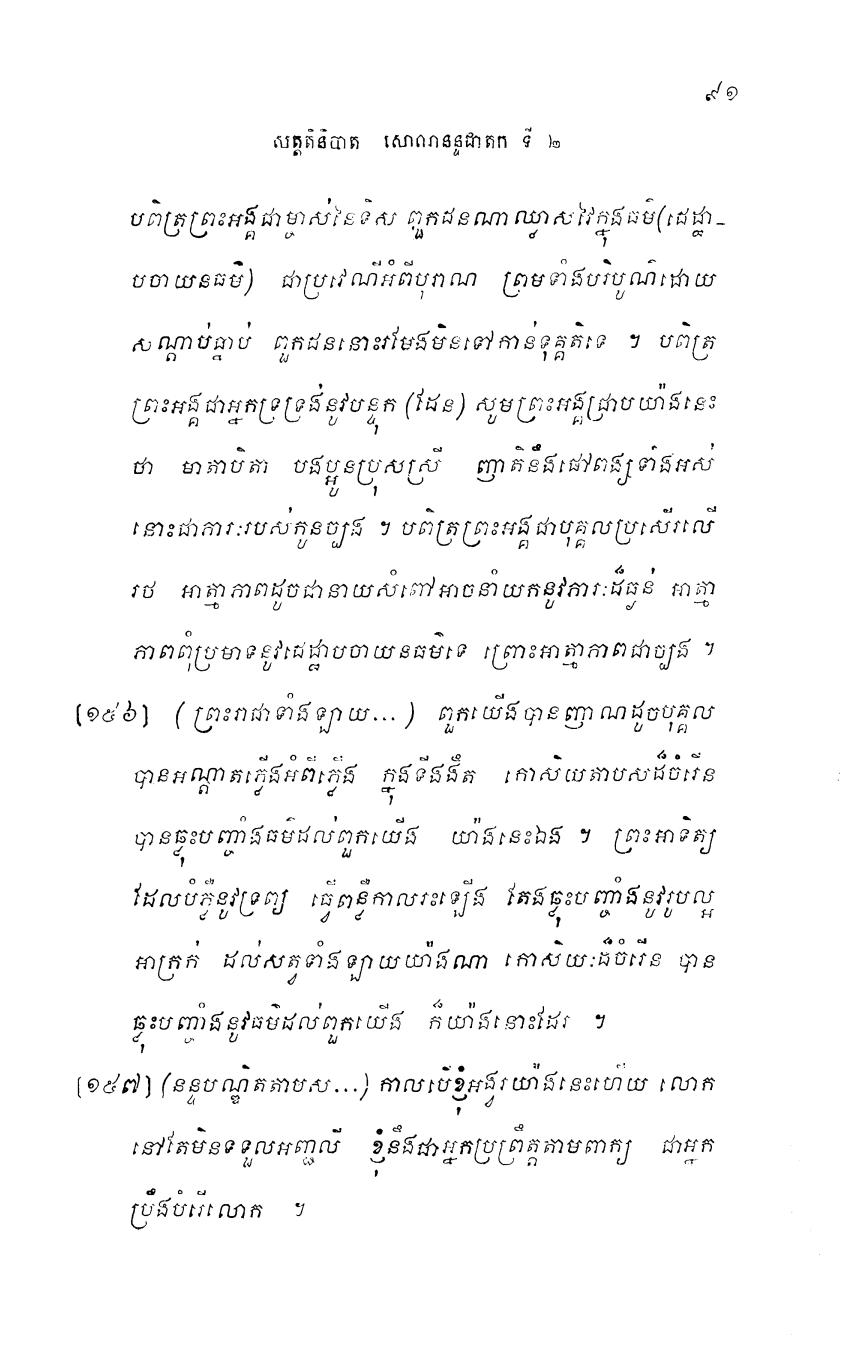 ៩១
សត្តតិនិបាត សោណនន្ទជាតក ទី ២
បពិត្រព្រះអង្គជាម្ចាស់នៃទិស ពួកជនណាឈ្លាសវៃក្នុងធម៌(ជេដ្ឋា-
បចាយនធម៌) ជាប្រវេណីអំពីបុរាណ ព្រមទាំងបរិបូណ៌ដោយ
សណ្តាប់ធ្នាប់ ពួកជននោះរមែងមិនទៅកាន់ទុគ្គតិទេ ។ បពិត្រ
ព្រះអង្គជាអ្នកទ្រទ្រង់នូវបន្ទុក (ដែន) សូមព្រះអង្គជ្រាបយ៉ាងនេះ
ថា មាតាបិតា បងប្អូនប្រុសស្រី ញាតិនឹងផៅពង្សទាំងអស់
នោះជាការៈរបស់កូនច្បង ។ បពិត្រព្រះអង្គជាបុគ្គលប្រសើរលើ
រថ អាត្មាភាពដូចជានាយសំពៅអាចនាំយកនូវភារៈដ៏ធ្ងន់ អាត្មា
ភាពពុំប្រមាទនូវជេដ្ឋាបចាយនធម៌ទេ ព្រោះអាត្មាភាពជាច្បង ។
[១៥៦] (ព្រះរាជាទាំងឡាយ...) ពួកយើងបានញាណដូចបុគ្គល
បានអណ្តាតភ្លើងអំពីភ្លើង ក្នុងទីងងឹត កោសិយតាបសដ៏ចំរើន
បានឆ្លុះបញ្ចាំងធម៌ដល់ពួកយើង យ៉ាងនេះឯង ។ ព្រះអាទិត្យ
ដែលបំភ្លឺនូវទ្រព្យ ធ្វើពន្លឺកាលរះឡើង តែងឆ្លុះបញ្ចាំងនូវរូបល្អ
អាក្រក់ ដល់សត្វទាំងឡាយយ៉ាងណា កោសិយៈដ៏ចំរើន បាន
ឆ្លុះបញ្ចាំងនូវធម៌ដល់ពួកយើង ក៏យ៉ាងនោះដែរ ។
[១៥៧] (នន្ទបណ្ឌិតតាបស...) កាលបើខ្ញុំអង្វរយ៉ាងនេះហើយ លោក
នៅតែមិនទទួលអញ្ជលី ខ្ញុំនឹងជាអ្នកប្រព្រឹត្តតាមពាក្យ ជាអ្នក
ប្រឹងបំរើលោក ។